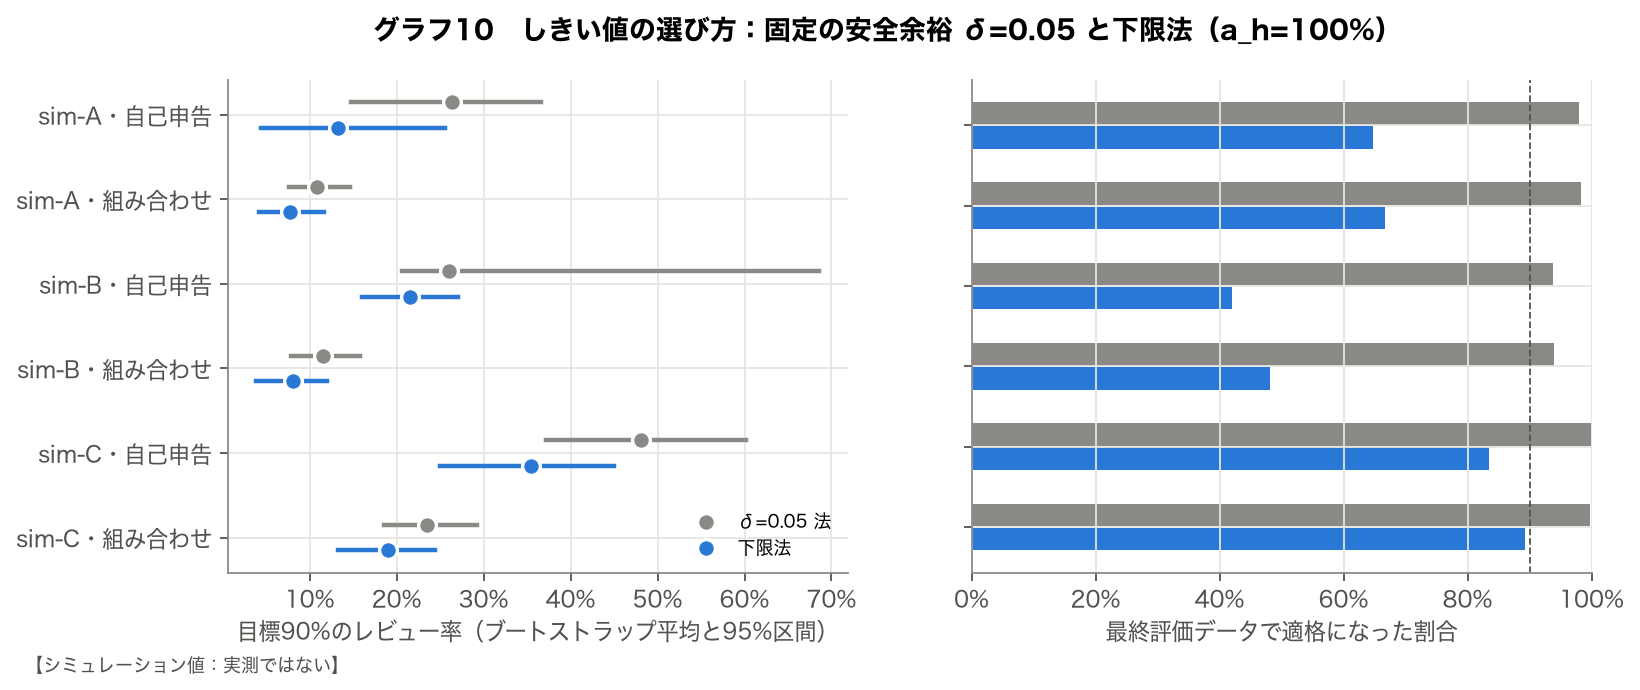 グラフ10　しきい値の選び方：固定の安全余裕 δ=0.05 と下限法（a_h=100%）
sim-A・自己申告
sim-A・組み合わせ
sim-B・自己申告
sim-B・組み合わせ
sim-C・自己申告
sim-C・組み合わせ
δ=0.05 法
下限法
10% 20% 30% 40% 50% 60% 70%
目標90%のレビュー率（ブートストラップ平均と95%区間）
0% 20% 40% 60% 80% 100%
最終評価データで適格になった割合
【シミュレーション値：実測ではない】